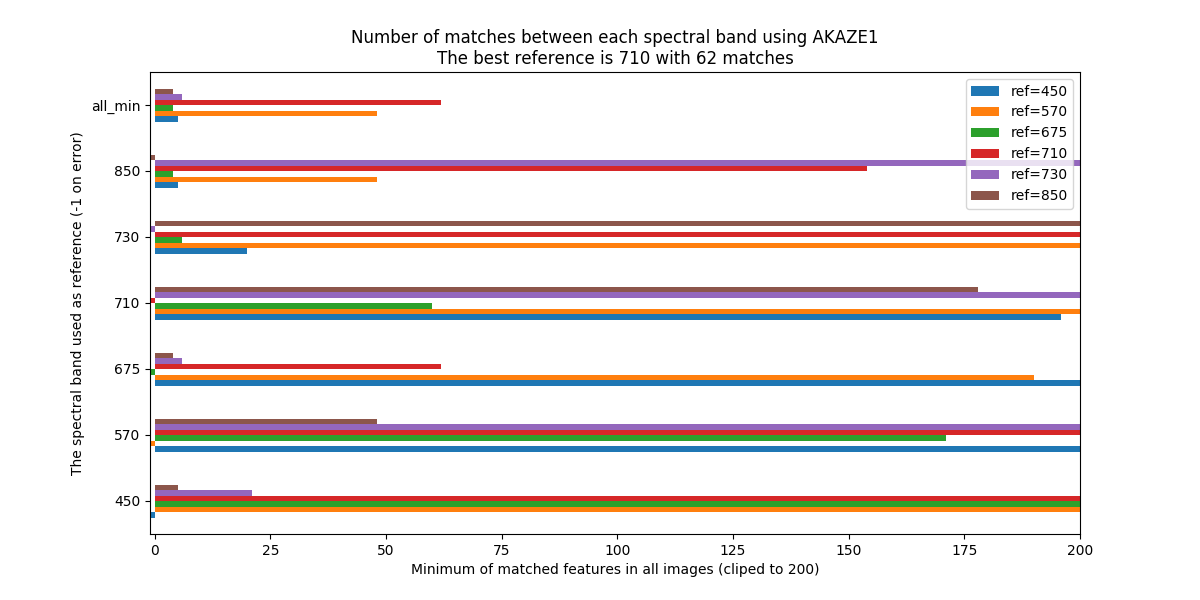 Number of matches between each spectral band using AKAZE1
The best reference is 710 with 62 matches
The spectral band used as reference (-1 on error)
all_min
850
730
710
675
570
450
ref=450
ref=570
ref=675
ref=710
ref=730
ref=850
0 25 50 75 100 125 150 175 200
Minimum of matched features in all images (cliped to 200)